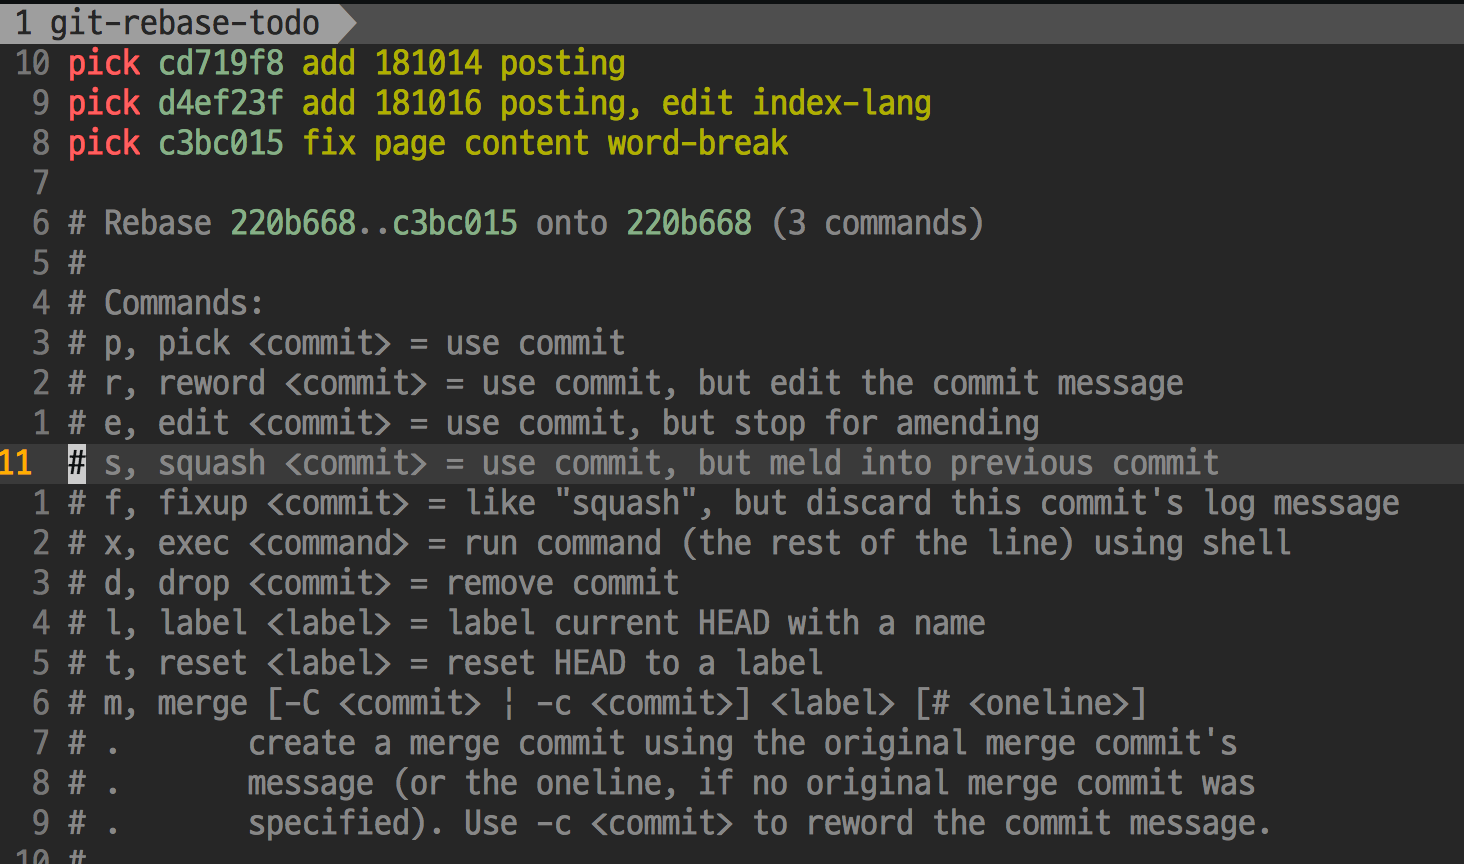 1 git-rebase-todo
10 pick cd719f8 add 181014 posting
9 pick d4ef23f add 181016 posting, edit index-lang
8 pick c3bc015 fix page content word-break
7
6 # Rebase 220b668..c3bc015 onto 220b668 (3 commands)
5 #
4 # Commands:
3 # p, pick <commit> = use commit
2 # r, reword <commit> = use commit, but edit the commit message
1 # e, edit <commit> = use commit, but stop for amending
11 # s, squash <commit> = use commit, but meld into previous commit
1 # f, fixup <commit> = like "squash", but discard this commit's log message
2 # x, exec <command> = run command (the rest of the line) using shell
3 # d, drop <commit> = remove commit
4 # l, label <label> = label current HEAD with a name
5 # t, reset <label> = reset HEAD to a label
6 # m, merge [-C <commit> | -c <commit>] <label> [# <oneline>]
7 # .       create a merge commit using the original merge commit's
8 # .       message (or the oneline, if no original merge commit was
9 # .       specified). Use -c <commit> to reword the commit message.
10 #